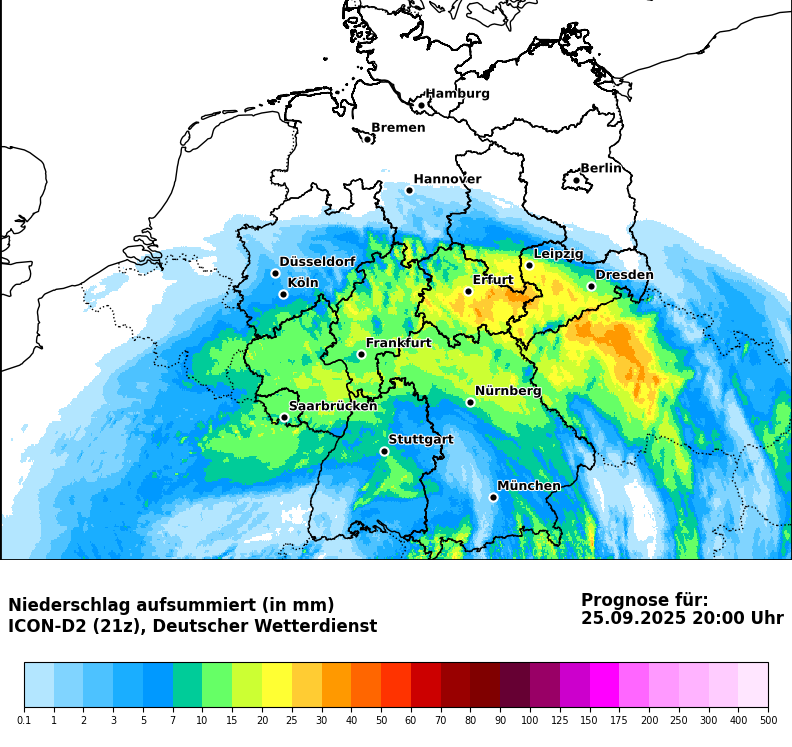 Hamburg
Bremen
Berlin
Hannover
Leipzig
Düsseldorf
Dresden
Köln
Erfurt
Frankfurt
Nürnberg
Saarbrücken
Stuttgart
München
Niederschlag aufsummiert (in mm)
ICON-D2 (21z), Deutscher Wetterdienst
Prognose für:
25.09.2025 20:00 Uhr
0.1 1 2 3 5 7 10 15 20 25 30 40 50 60 70 80 90 100 125 150 175 200 250 300 400 500